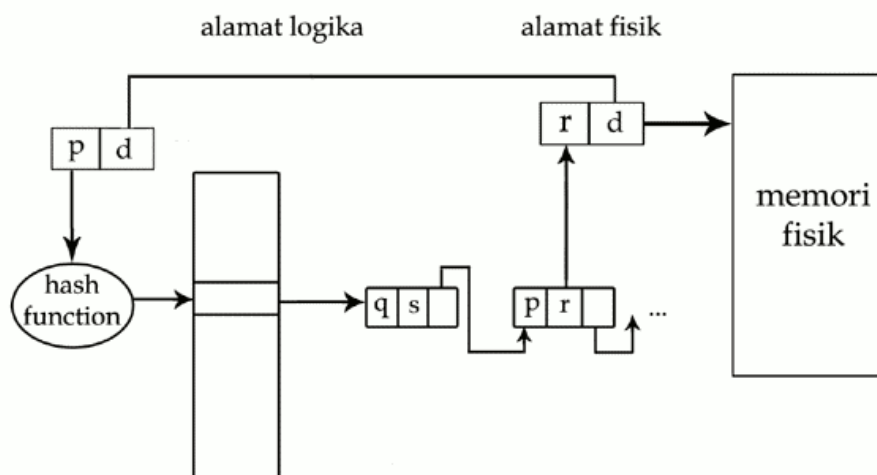 alamat logika
alamat fisik
p d
r d
hash
function
q s
p r
...
memori
fisik